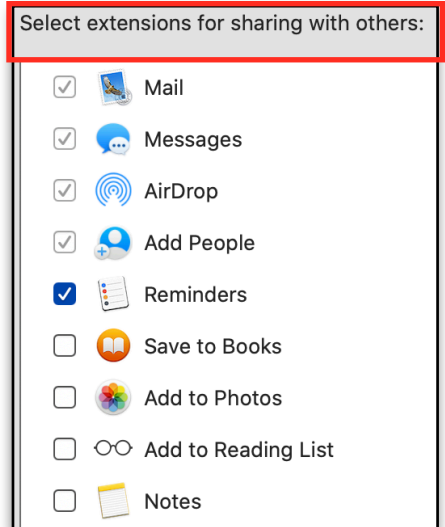 Select extensions for sharing with others:
Mail
Messages
AirDrop
Add People
Reminders
Save to Books
Add to Photos
Add to Reading List
Notes